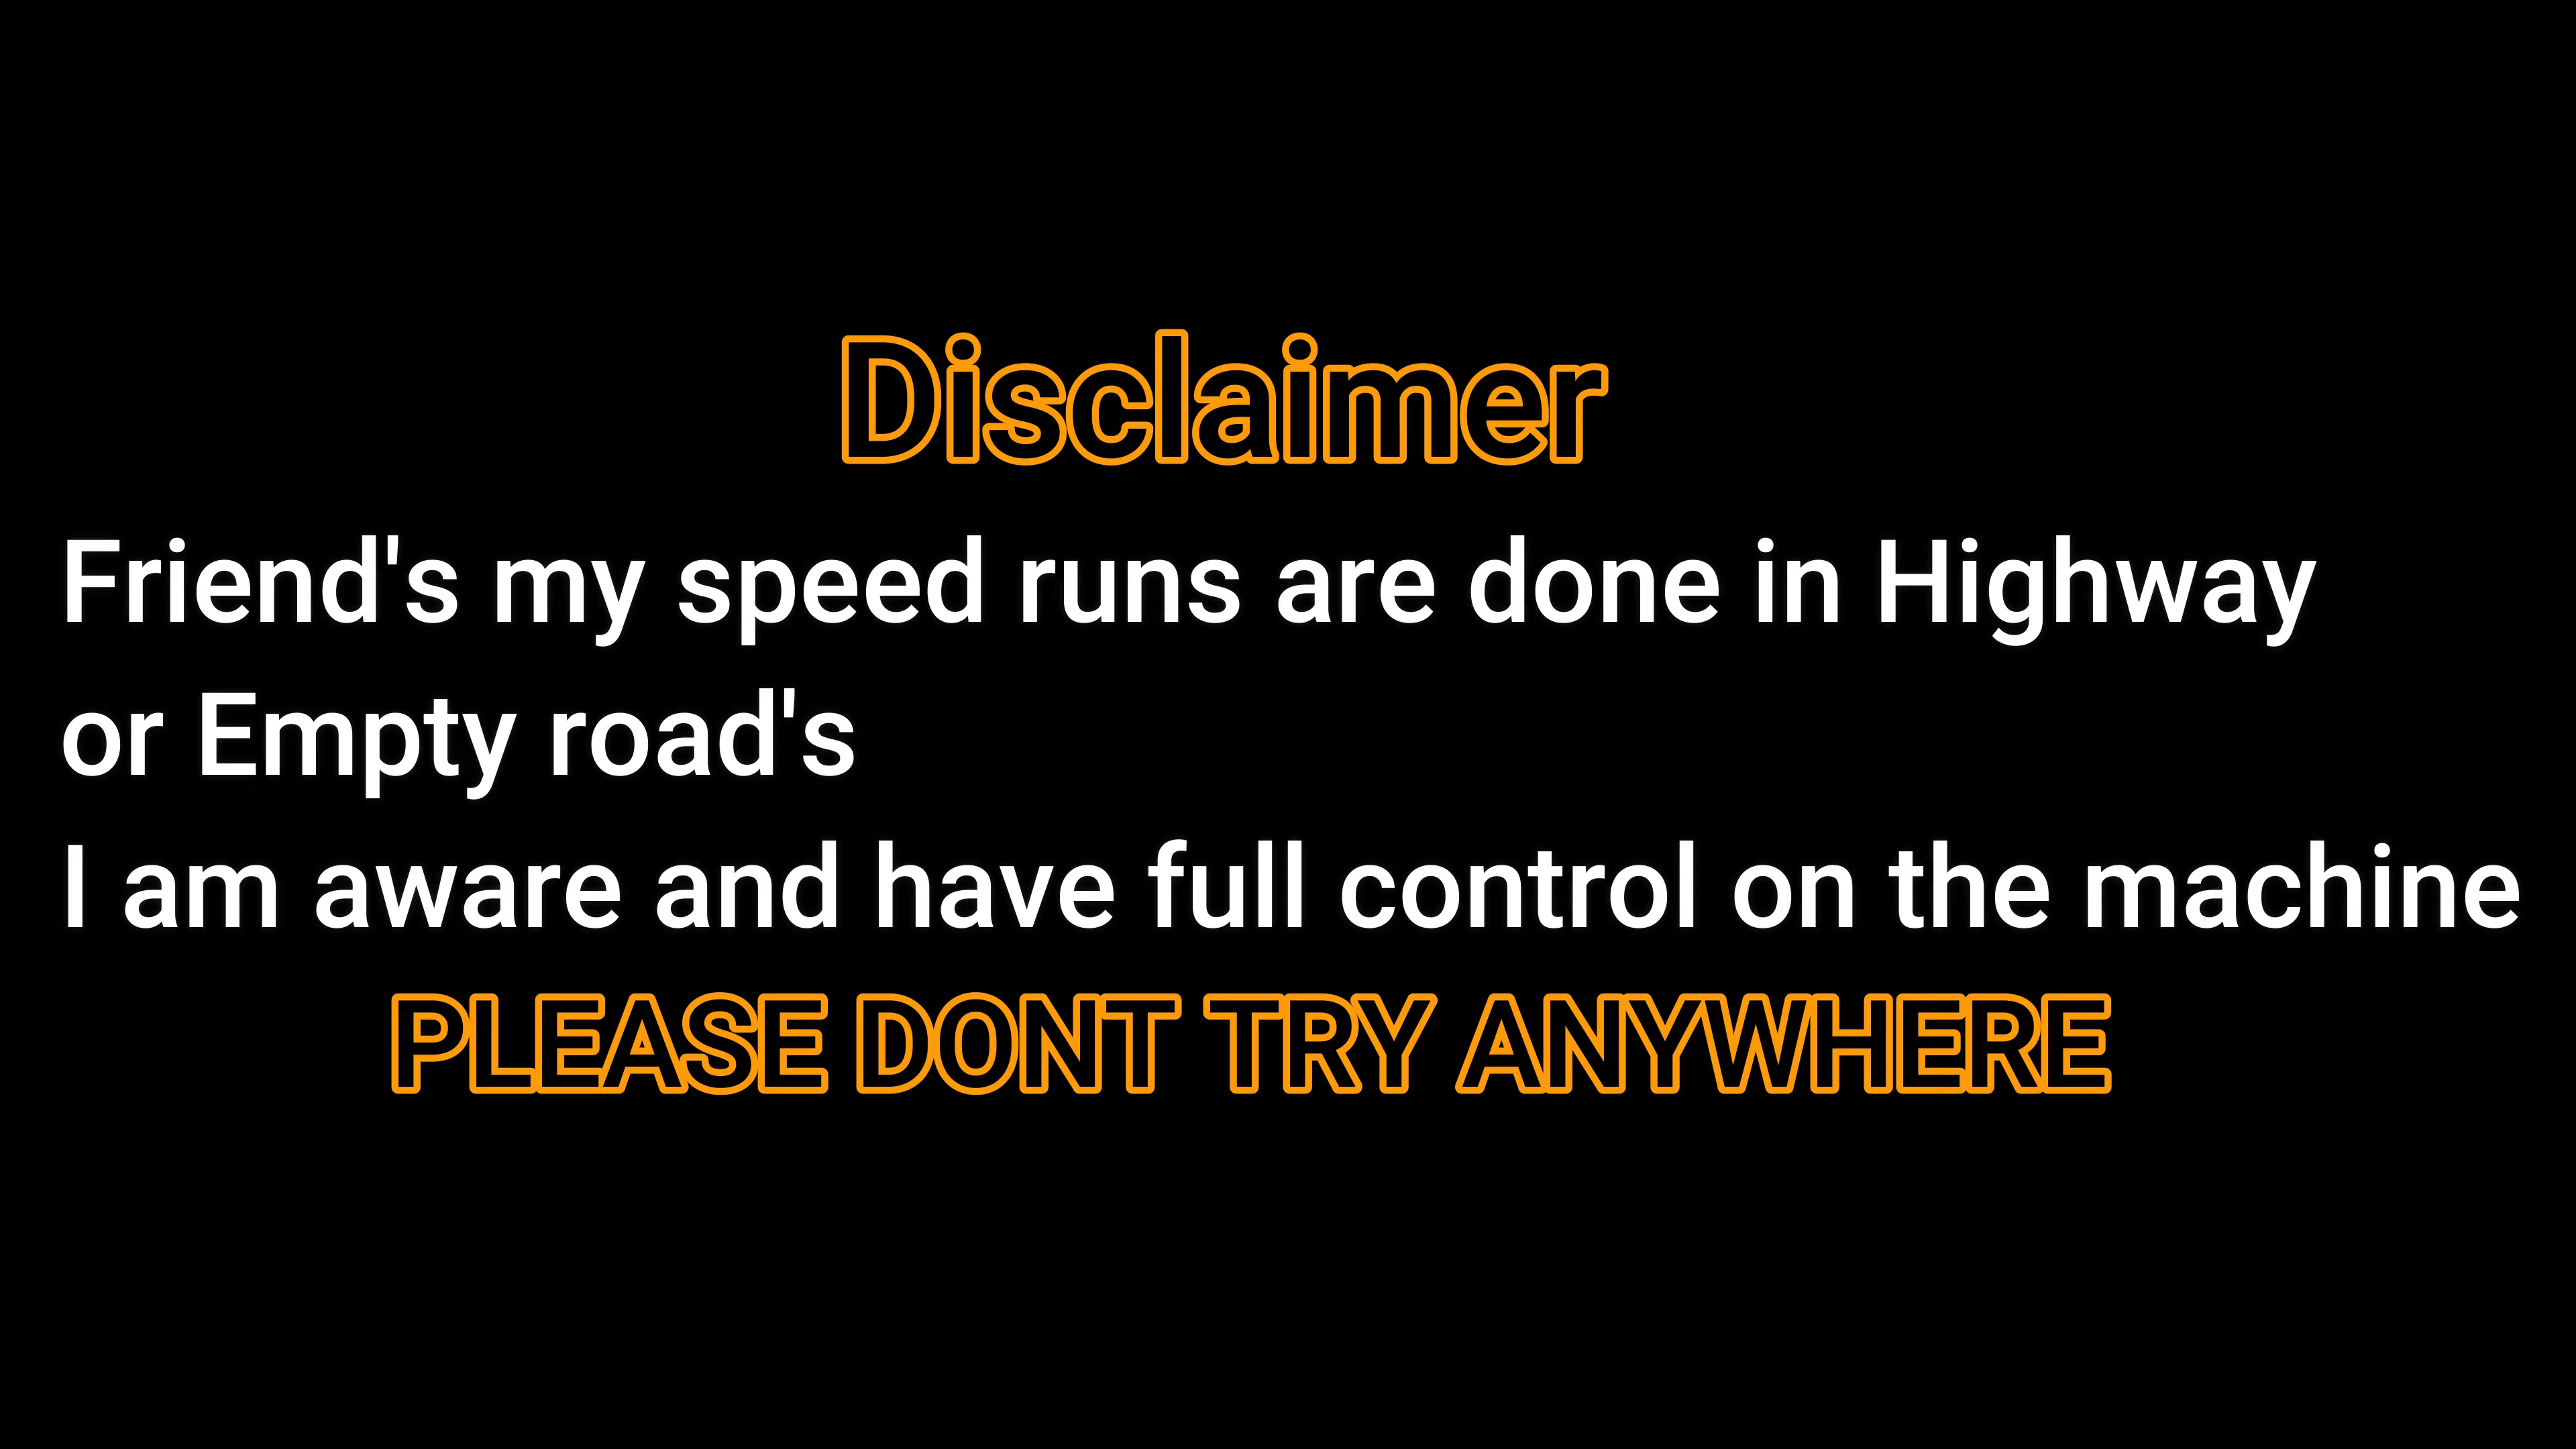 Disclaimer
Friend's my speed runs are done in Highway
or Empty road's
I am aware and have full control on the machine
PLEASE DONT TRY ANYWHERE